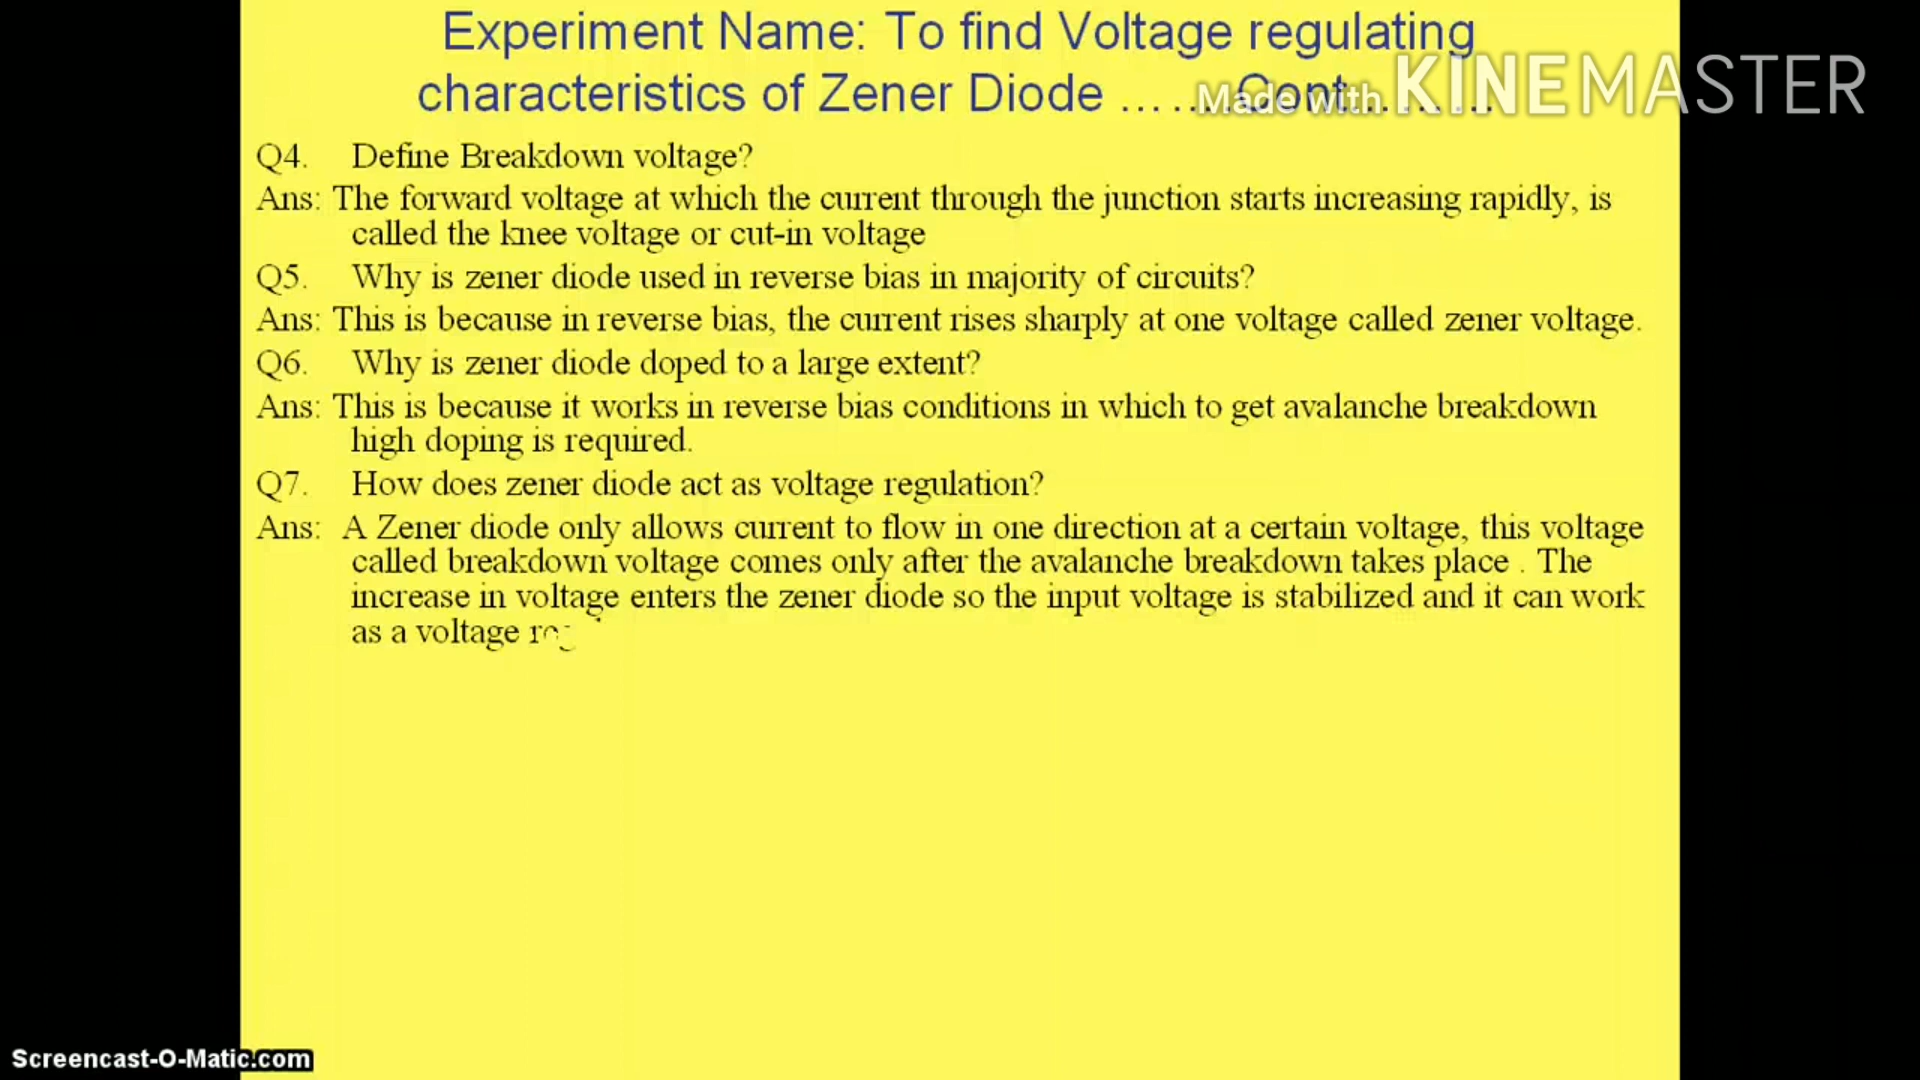 Experiment Name: To find Voltage regulating
characteristics of Zener Diode
Made with KINEMASTER
Q4. Define Breakdown voltage?
Ans: The forward voltage at which the current through the junction starts increasing rapidly, is
called the knee voltage or cut-in voltage
Q5. Why is zener diode used in reverse bias in majority of circuits?
Ans: This is because in reverse bias, the current rises sharply at one voltage called zener voltage.
Q6. Why is zener diode doped to a large extent?
Ans: This is because it works in reverse bias conditions in which to get avalanche breakdown
high doping is required.
Q7. How does zener diode act as voltage regulation?
Ans: A Zener diode only allows current to flow in one direction at a certain voltage, this voltage
called breakdown voltage comes only after the avalanche breakdown takes place . The
increase in voltage enters the zener diode so the input voltage is stabilized and it can work
as a voltage
Screencast-O-Matic.com